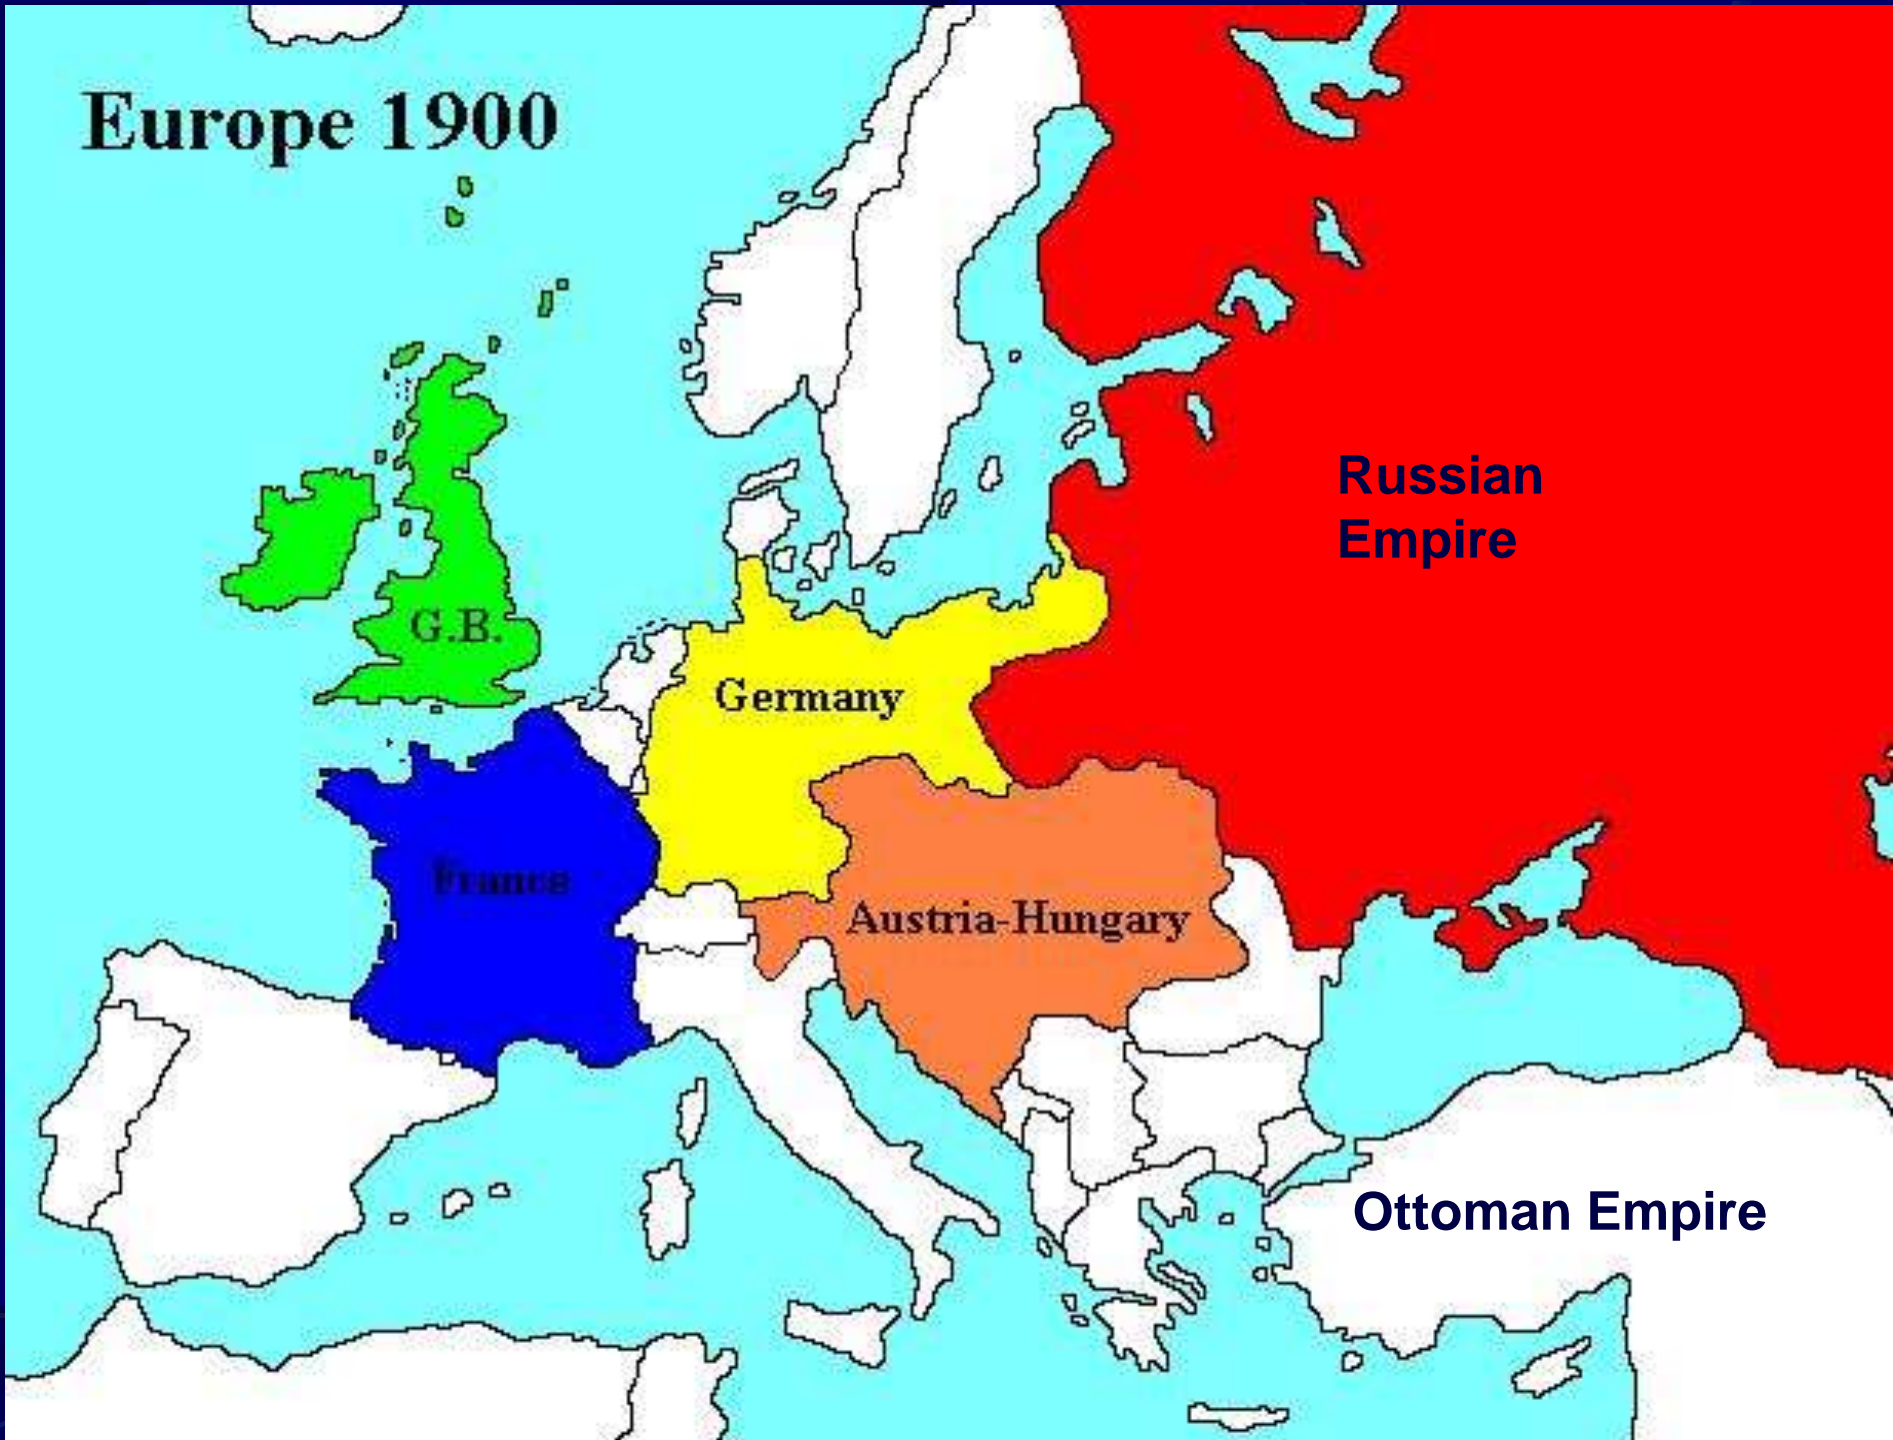 Europe 1900
Russian
Empire
G.B.
Germany
France
Austria-Hungary
Ottoman Empire